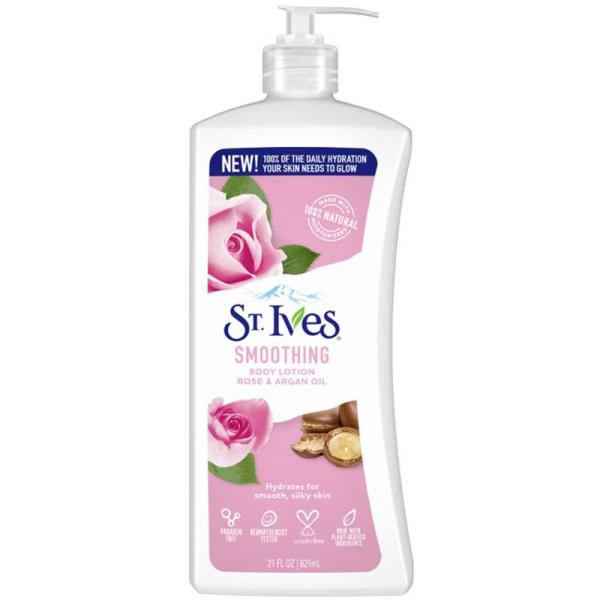 NEW! 100% OF THE DAILY HYDRATION
YOUR SKIN NEEDS TO GLOW
MADE WITH
100% NATURAL
MOISTURIZERS
ST. IVES®
SMOOTHING
BODY LOTION
ROSE & ARGAN OIL
Hydrates for
smooth, silky skin
PARABEN
FREE
DERMATOLOGIST
TESTED
crueltyfree
MADE WITH
PLANT-DERIVED
INGREDIENTS
21 FL OZ | 621mL